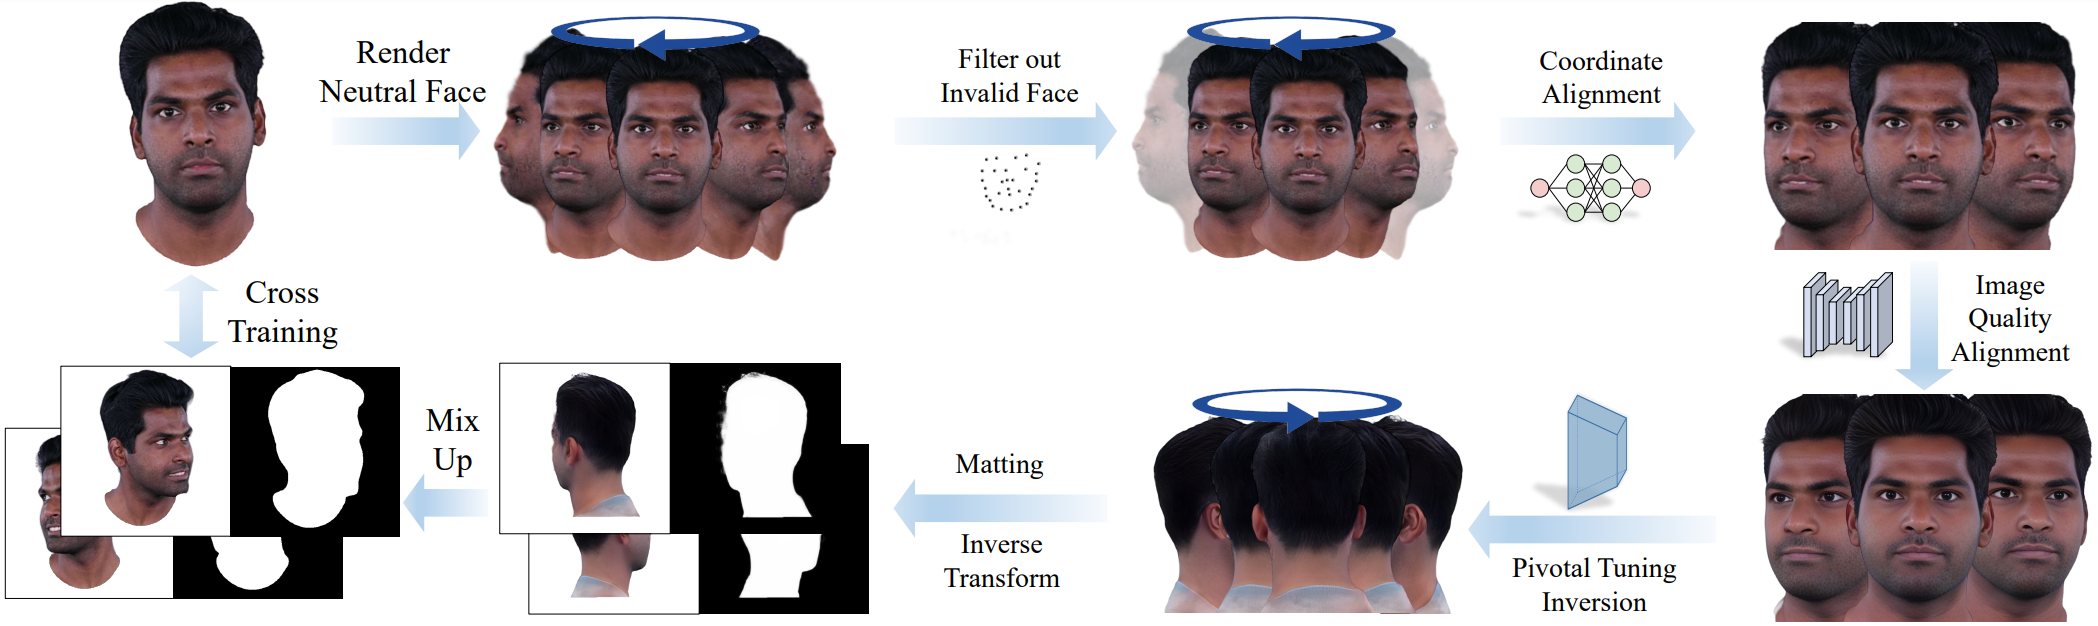 Render
Neutral Face
Filter out
Invalid Face
Coordinate
Alignment
Cross
Training
Image
Quality
Alignment
Mix
Up
Matting
Inverse
Transform
Pivotal Tuning
Inversion